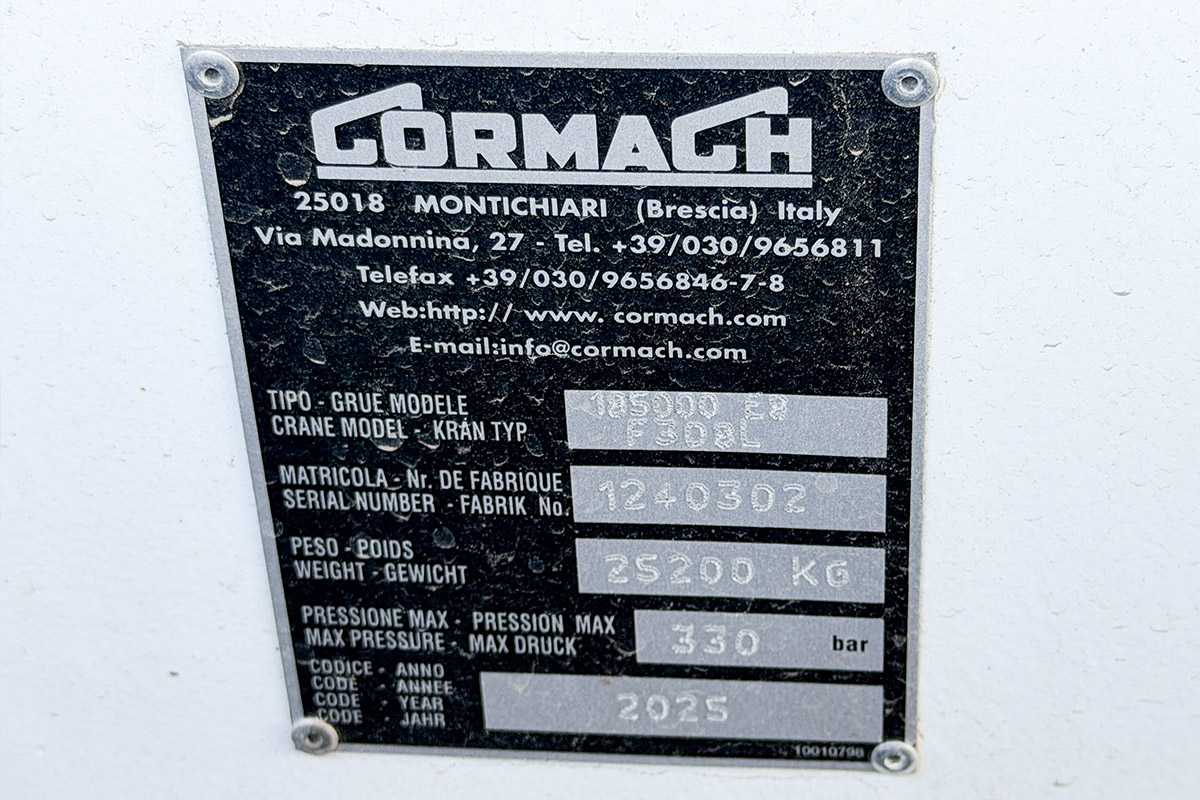 CORMACH
25018 MONTICHIARI (Brescia) Italy
Via Madonnina, 27 - Tel. +39/030/9656811
Telefax +39/030/9656846-7-8
Web:http:// www. cormach.com
E-mail:info@cormach.com
TIPO - GRUE MODELE
CRANE MODEL - KRÁN TYP
185000 E8
F308L
MATRICOLA - Nr. DE FABRIQUE
SERIAL NUMBER - FABRIK No.
1240302
PESO - POIDS
WEIGHT - GEWICHT
25200 KG
PRESSIONE MAX - PRESSION MAX
MAX PRESSURE - MAX DRUCK
330 bar
CODICE - ANNO
CODE - ANNEE
CODE - YEAR
CODE - JAHR
2025
10010798